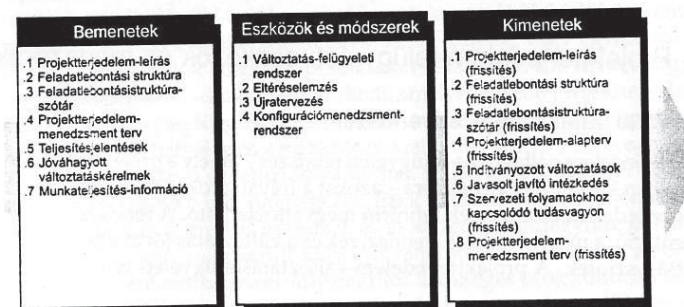 Bemenetek
.1 Projektterjedelem-leírás
.2 Feladatlebontási struktúra
.3 Feladatlebontásistruktúra-
szótár
.4 Projektterjedelem-
menedzsment terv
.5 Teljesítésjelentések
.6 Jóváhagyott
változtatáskérelmek
.7 Munkateljesítés-információ
Eszközök és módszerek
.1 Változtatás-felügyeleti
rendszer
.2 Eltéréselemzés
.3 Újratervezés
.4 Konfigurációmenedzsment-
rendszer
Kimenetek
.1 Projektterjedelem-leírás
(frissítés)
.2 Feladatlebontási struktúra
(frissítés)
.3 Feladatlebontásistruktúra-
szótár (frissítés)
.4 Projektterjedelem-alapterv
(frissítés)
.5 Indítványozott változtatások
.6 Javasolt javító intézkedés
.7 Szervezeti folyamatokhoz
kapcsolódó tudásvagyon
(frissítés)
.8 Projektterjedelem-
menedzsment terv (frissítés)